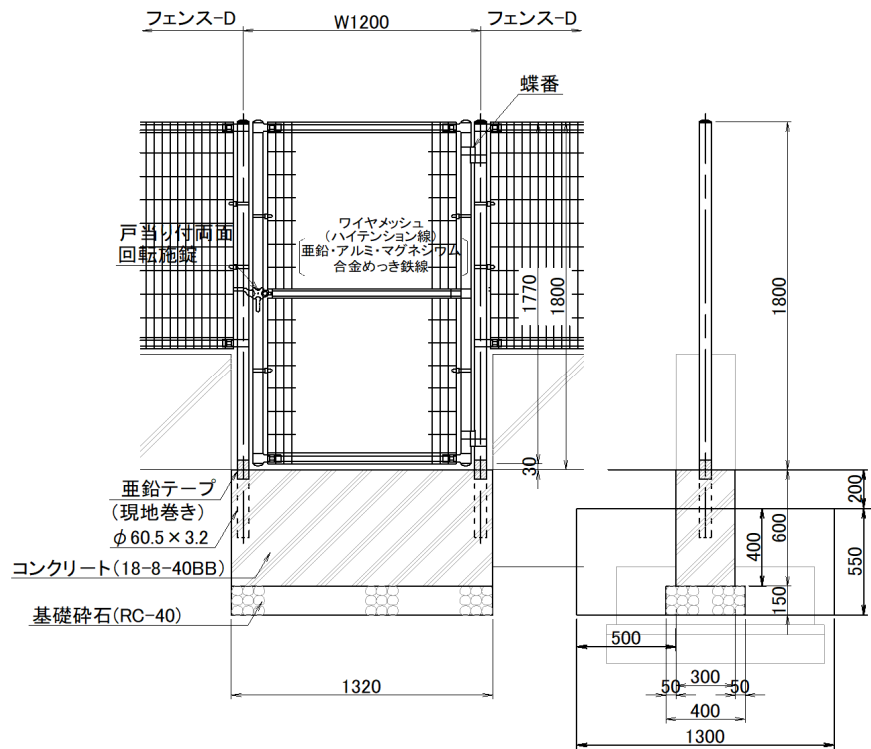 フェンス-D
W1200
フェンス-D
蝶番
戸当り付両面
回転施錠
ワイヤメッシュ
(ハイテンション線)
亜鉛・アルミ・マグネシウム
合金めっき鉄線
1770
1800
30
1800
亜鉛テープ
(現地巻き)
φ60.5×3.2
コンクリート(18-8-40BB)
基礎砕石(RC-40)
1320
200
600
400
550
150
500
300
50
50
400
1300